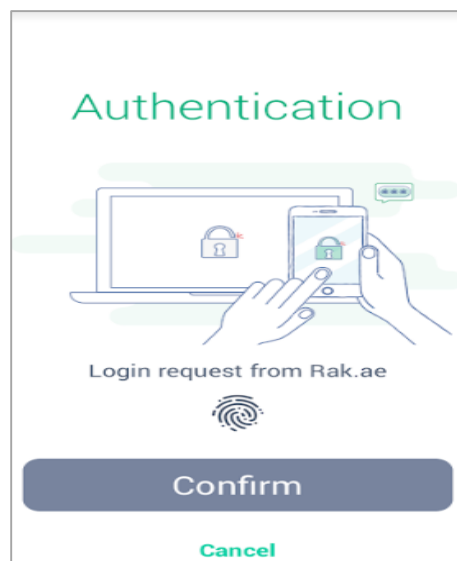 Authentication
Login request from Rak.ae
Confirm
Cancel